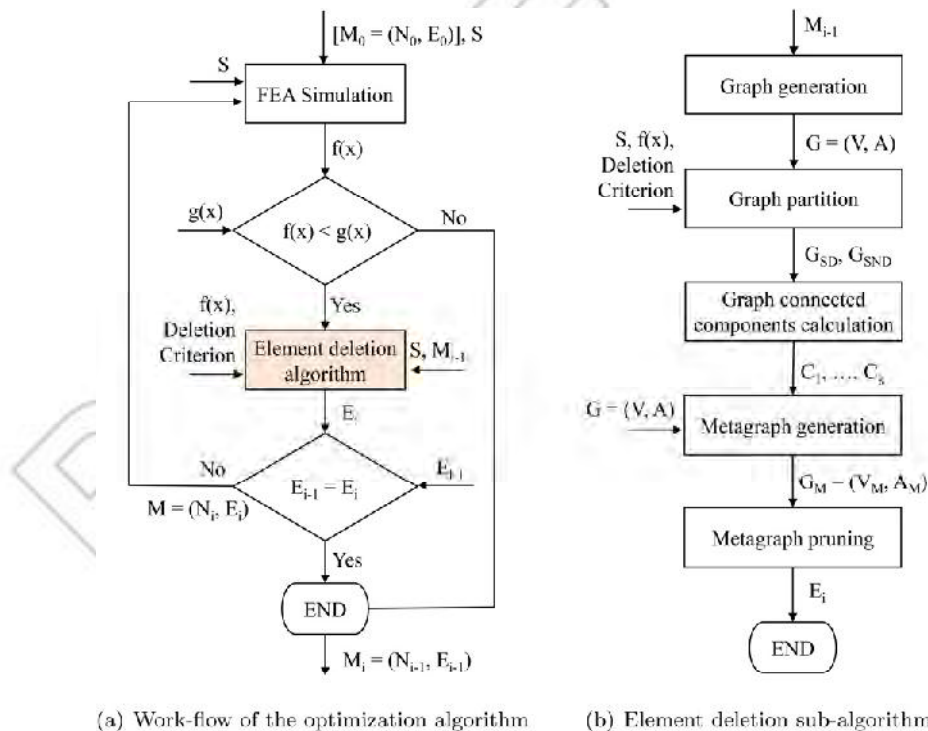 [M₀ = (N₀, E₀)], S
S
FEA Simulation
f(x)
g(x)
f(x) < g(x)
No
Yes
f(x),
Deletion
Criterion
Element deletion
algorithm
S, Mᵢ₋₁
Eᵢ
No
Eᵢ₋₁ = Eᵢ
Eᵢ₋₁
M = (Nᵢ, Eᵢ)
Yes
END
Mᵢ = (Nᵢ₋₁, Eᵢ₋₁)
(a) Work-flow of the optimization algorithm
Mᵢ₋₁
Graph generation
G = (V, A)
S, f(x),
Deletion
Criterion
Graph partition
G_SD, G_SND
Graph connected
components calculation
C₁, …, Cₛ
G = (V, A)
Metagraph generation
G_M = (V_M, A_M)
Metagraph pruning
Eᵢ
END
(b) Element deletion sub-algorithm